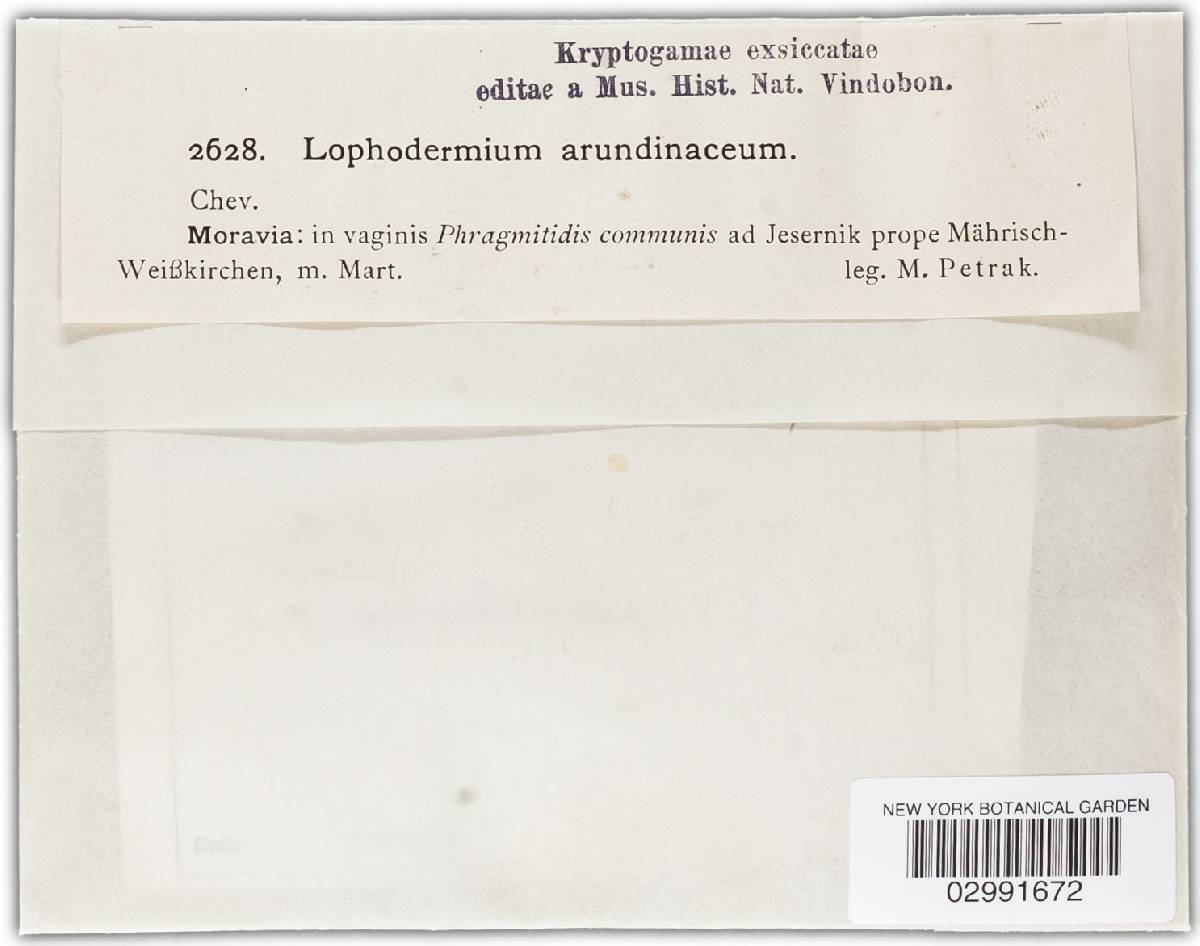 Kryptogamae exsiccatae
editae a Mus. Hist. Nat. Vindobon.
2628. Lophodermium arundinaceum.
Chev.
Moravia: in vaginis Phragmitidis communis ad Jesernik prope Mährisch-
Weißkirchen, m. Mart. leg. M. Petrak.
NEW YORK BOTANICAL GARDEN
02991672